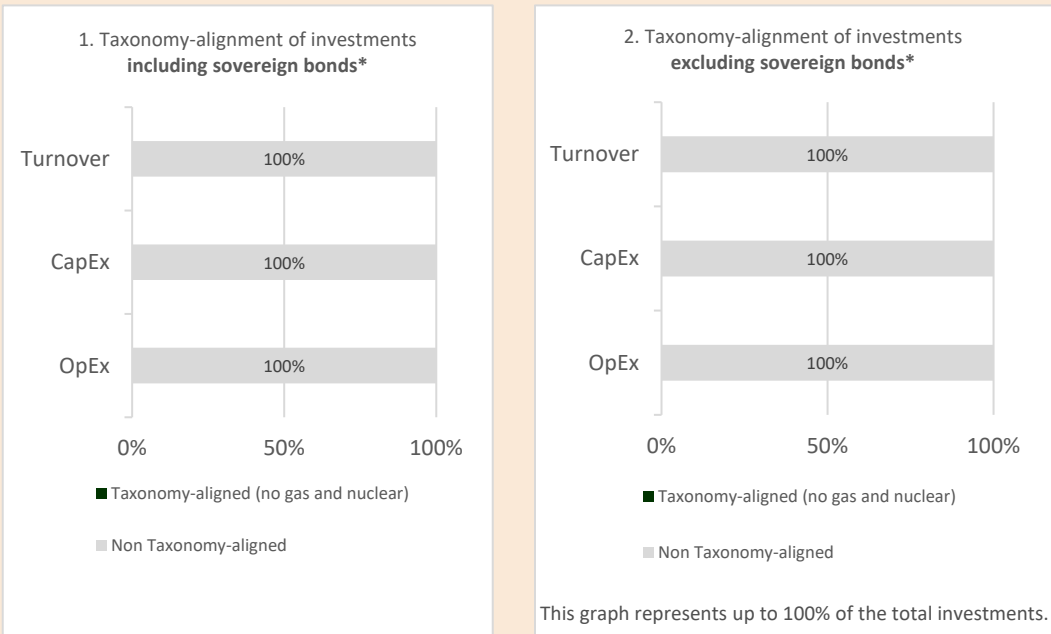 1. Taxonomy-alignment of investments
including sovereign bonds*
Turnover
100%
CapEx
100%
OpEx
100%
0% 50% 100%
Taxonomy-aligned (no gas and nuclear)
Non Taxonomy-aligned
2. Taxonomy-alignment of investments
excluding sovereign bonds*
Turnover
100%
CapEx
100%
OpEx
100%
0% 50% 100%
Taxonomy-aligned (no gas and nuclear)
Non Taxonomy-aligned
This graph represents up to 100% of the total investments.